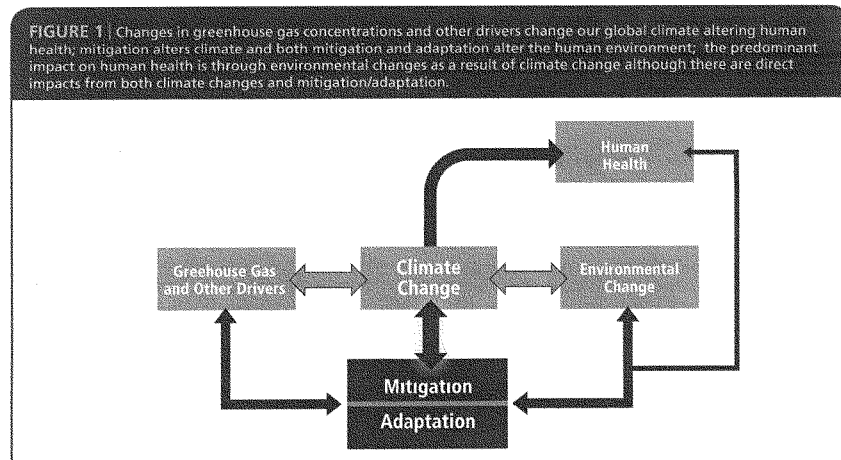 FIGURE 1 | Changes in greenhouse gas concentrations and other drivers change our global climate altering human
health; mitigation alters climate and both mitigation and adaptation alter the human environment; the predominant
impact on human health is through environmental changes as a result of climate change although there are direct
impacts from both climate changes and mitigation/adaptation.
Human
Health
Greehouse Gas
and Other Drivers
Climate
Change
Environmental
Change
Mitigation
Adaptation